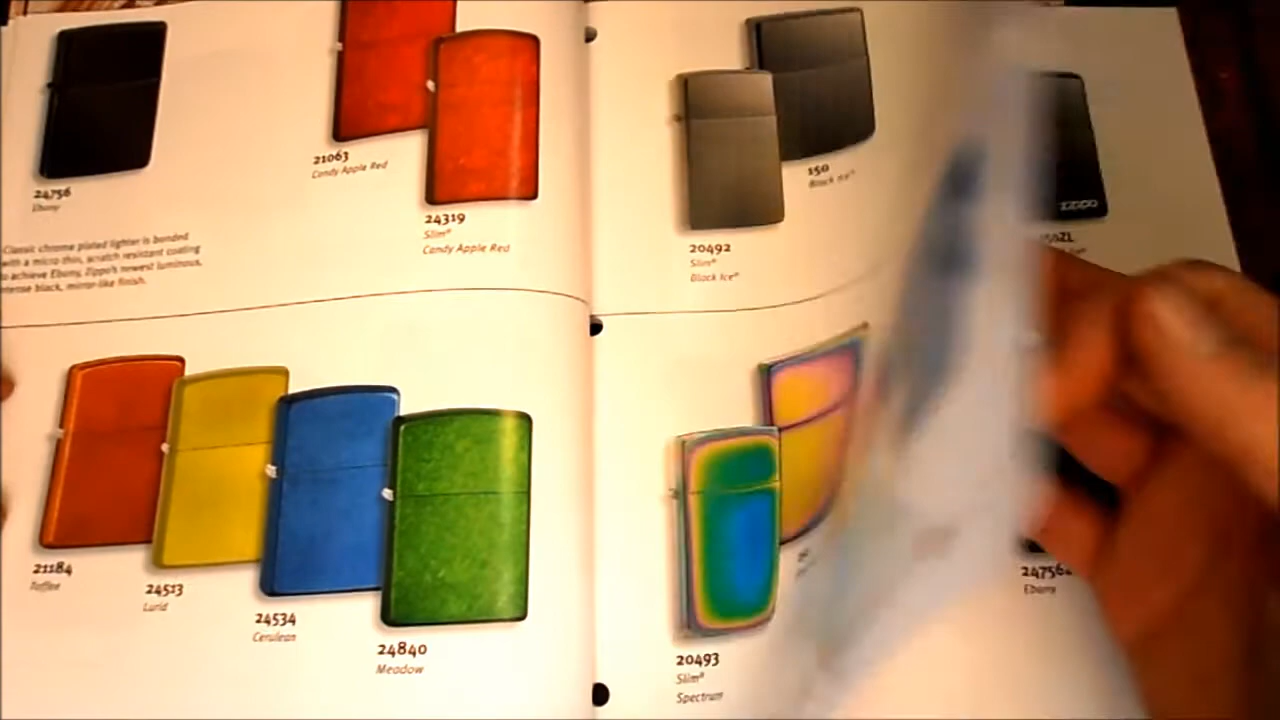 24756
Ebony
Classic chrome plated lighter is bonded
with a micro thin, scratch resistant coating
to achieve Ebony, Zippo's newest luminous,
intense black, mirror-like finish.
21063
Candy Apple Red
24319
Slim®
Candy Apple Red
21184
Toffee
24513
Lurid
24534
Cerulean
24840
Meadow
150
Black Ice®
20492
Slim®
Black Ice®
zippo
20493
Slim®
Spectrum
Ebony